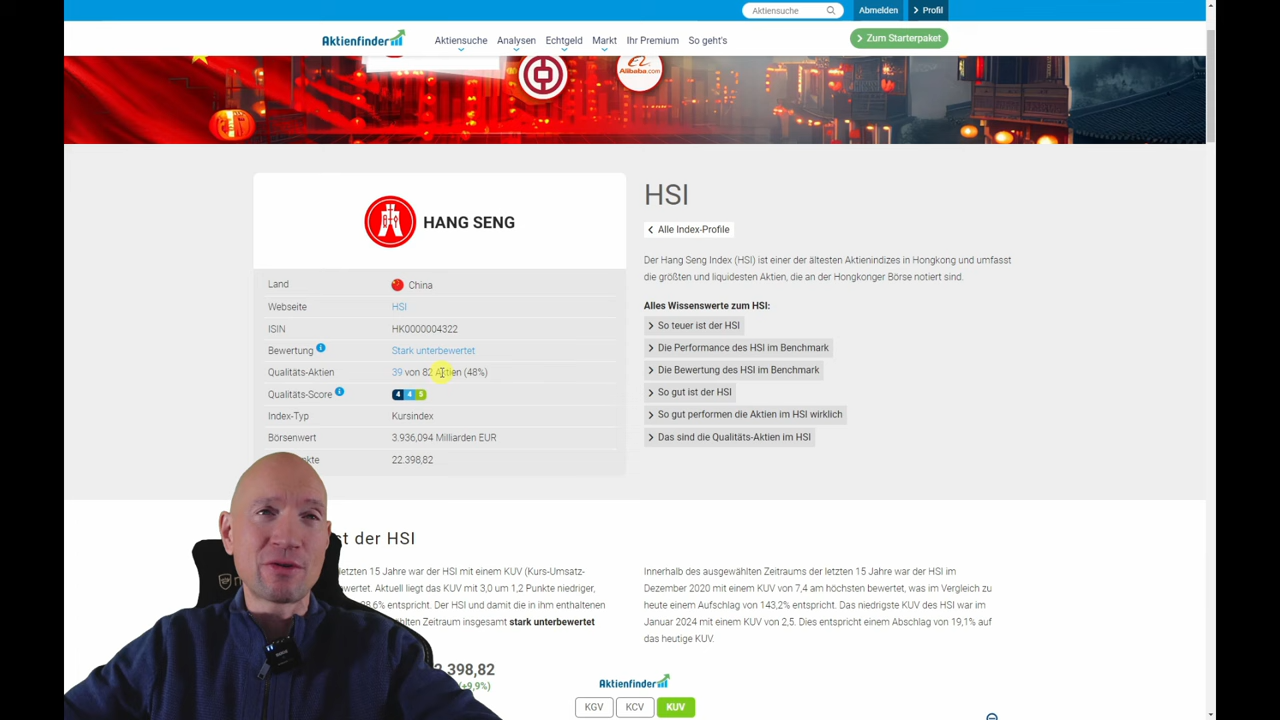 Aktiensuche
Abmelden
Profil
Aktienfinder
Aktiensuche Analysen Echtgeld Markt Ihr Premium So geht's
Zum Starterpaket
Alibaba.com
HANG SENG
Land China
Webseite HSI
ISIN HK0000004322
Bewertung Stark unterbewertet
Qualitäts-Aktien 39 von 82 Aktien (48%)
Qualitäts-Score 4 4 5
Index-Typ Kursindex
Börsenwert 3.936,094 Milliarden EUR
22.398,82
HSI
Alle Index-Profile
Der Hang Seng Index (HSI) ist einer der ältesten Aktienindizes in Hongkong und umfasst
die größten und liquidesten Aktien, die an der Hongkonger Börse notiert sind.
Alles Wissenswerte zum HSI:
So teuer ist der HSI
Die Performance des HSI im Benchmark
Die Bewertung des HSI im Benchmark
So gut ist der HSI
So gut performen die Aktien im HSI wirklich
Das sind die Qualitäts-Aktien im HSI
st der HSI
letzten 15 Jahre war der HSI mit einem KUV (Kurs-Umsatz-
bewertet. Aktuell liegt das KUV mit 3,0 um 1,2 Punkte niedriger,
8,6% entspricht. Der HSI und damit die in ihm enthaltenen
Zeitraum insgesamt stark unterbewertet
Innerhalb des ausgewählten Zeitraums der letzten 15 Jahre war der HSI im
Dezember 2020 mit einem KUV von 7,4 am höchsten bewertet, was im Vergleich zu
heute einem Aufschlag von 143,2% entspricht. Das niedrigste KUV des HSI war im
Januar 2024 mit einem KUV von 2,5. Dies entspricht einem Abschlag von 19,1% auf
das heutige KUV.
.398,82
(+9,9%)
Aktienfinder
KGV KCV KUV